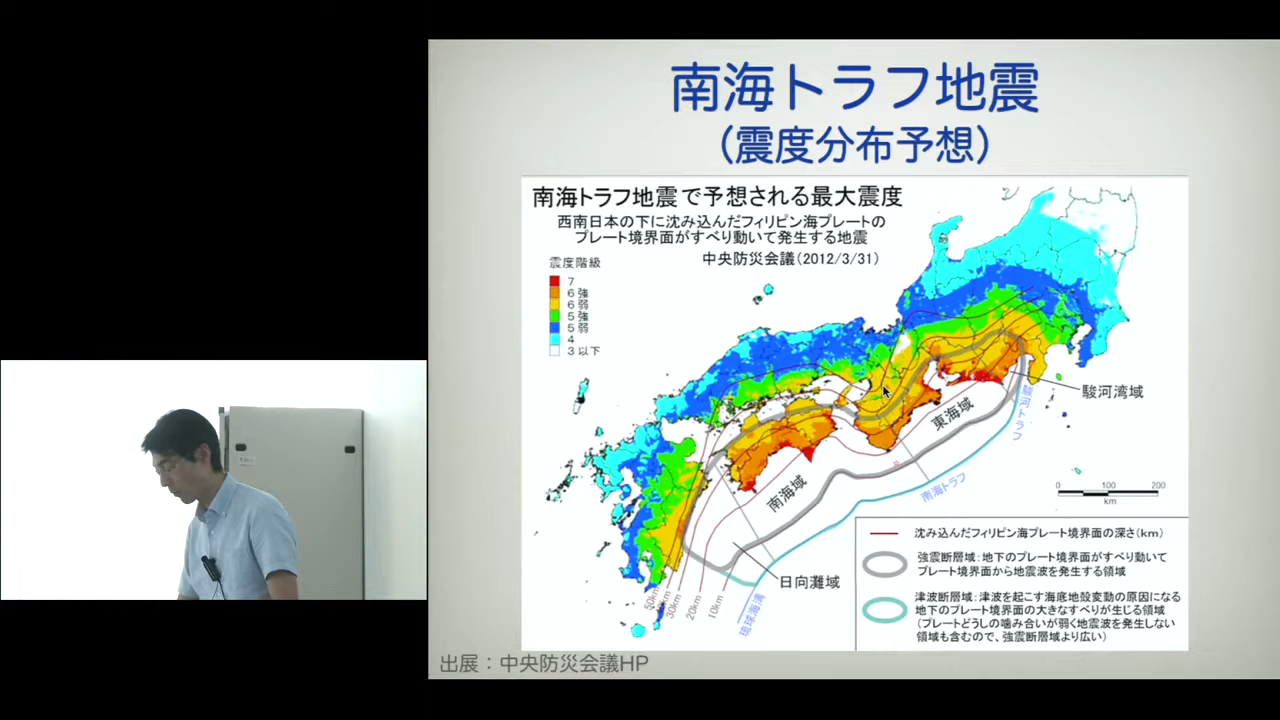 南海トラフ地震
(震度分布予想)
南海トラフ地震で予想される最大震度
西南日本の下に沈み込んだフィリピン海プレートの
プレート境界面がすべり動いて発生する地震
中央防災会議(2012/3/31)
震度階級
7
6強
6弱
5強
5弱
4
3以下
駿河湾域
駿河トラフ
東海域
南海域
南海トラフ
日向灘域
琉球海溝
50km
30km
20km
10km
0 100 200
km
沈み込んだフィリピン海プレート境界面の深さ(km)
強震断層域:地下のプレート境界面がすべり動いて
プレート境界面から地震波を発生する領域
津波断層域:津波を起こす海底地殻変動の原因になる
地下のプレート境界面の大きなすべりが生じる領域
(プレートどうしの噛み合いが弱く地震波を発生しない
領域も含むので、強震断層域より広い)
出展:中央防災会議HP